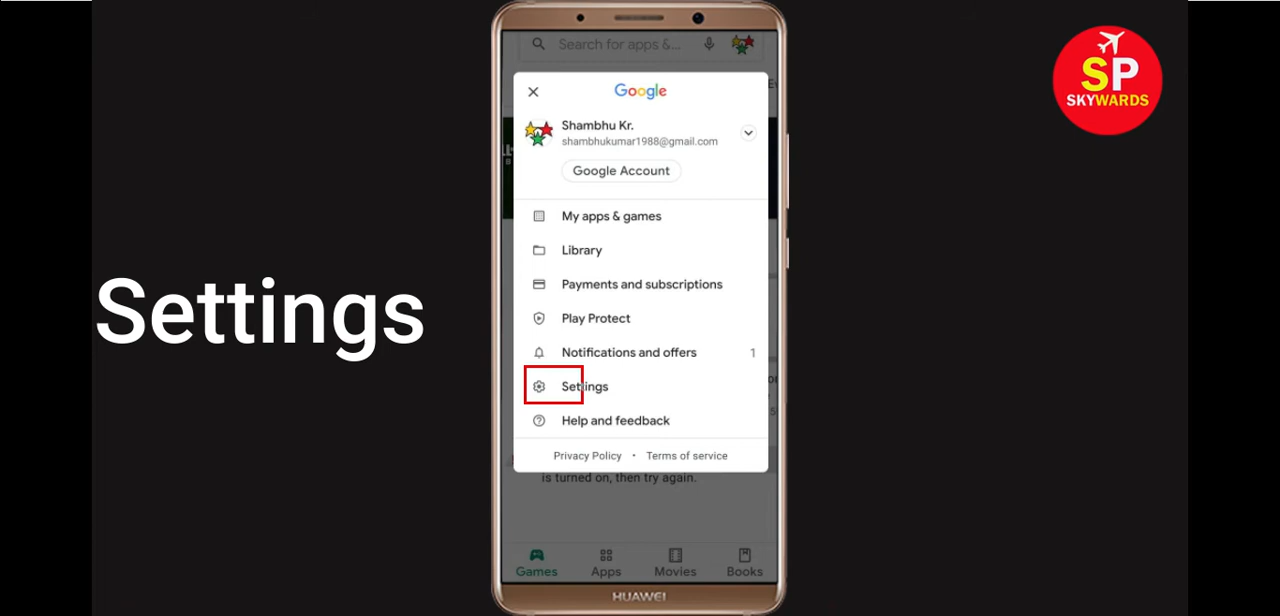 Search for apps &...
Google
Shambhu Kr.
shambhukumar1988@gmail.com
Google Account
My apps & games
Library
Payments and subscriptions
Play Protect
Notifications and offers 1
Settings
Help and feedback
Privacy Policy • Terms of service
is turned on, then try again.
Games Apps Movies Books
HUAWEI
Settings
SP
SKYWARDS